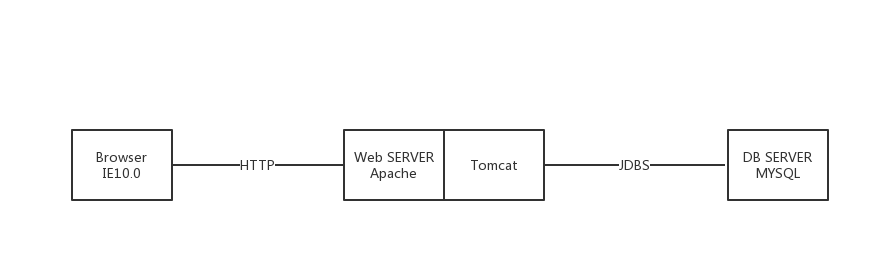 Browser
IE10.0
HTTP
Web SERVER
Apache
Tomcat
JDBS
DB SERVER
MYSQL